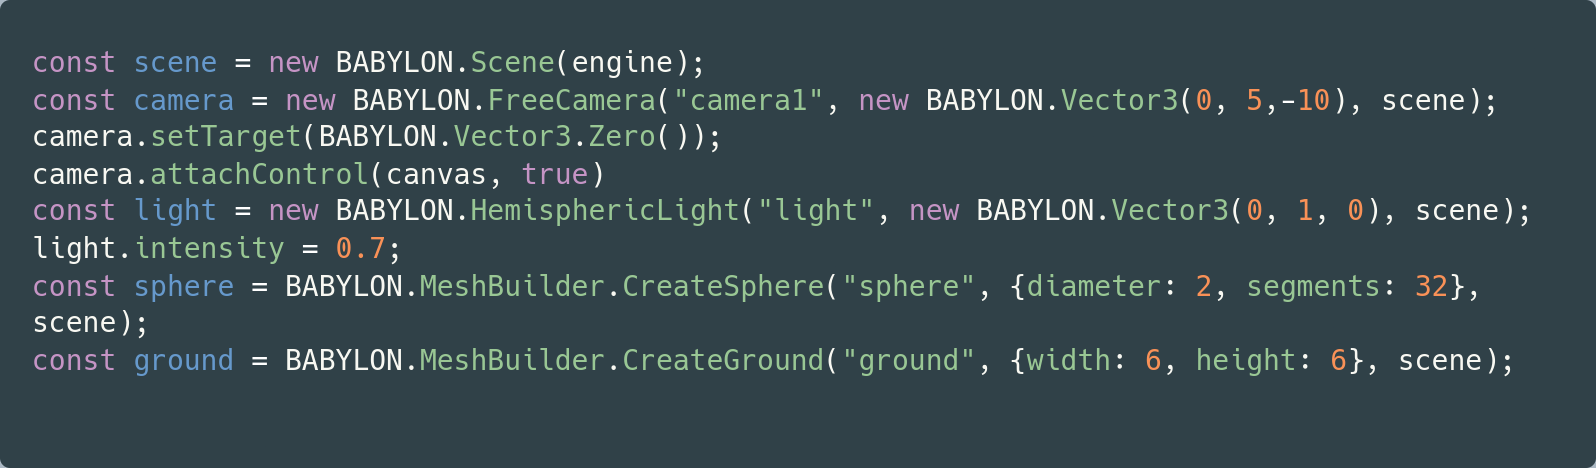 const scene = new BABYLON.Scene(engine);
const camera = new BABYLON.FreeCamera("camera1", new BABYLON.Vector3(0, 5,-10), scene);
camera.setTarget(BABYLON.Vector3.Zero());
camera.attachControl(canvas, true)
const light = new BABYLON.HemisphericLight("light", new BABYLON.Vector3(0, 1, 0), scene);
light.intensity = 0.7;
const sphere = BABYLON.MeshBuilder.CreateSphere("sphere", {diameter: 2, segments: 32},
scene);
const ground = BABYLON.MeshBuilder.CreateGround("ground", {width: 6, height: 6}, scene);